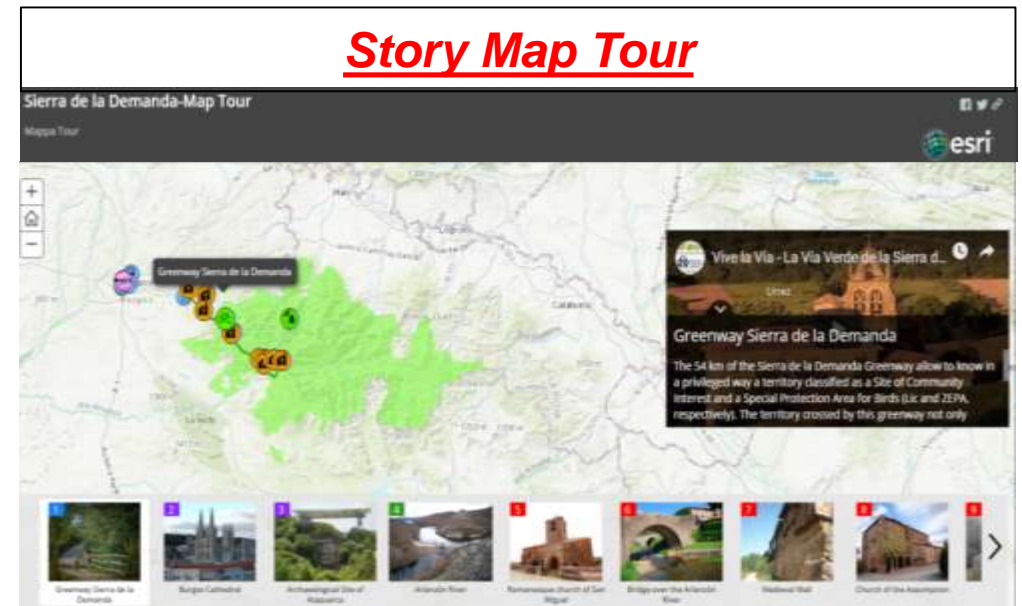 Story Map Tour
Sierra de la Demanda-Map Tour
Mappa Tour
esri
+
−
Greenway Sierra de la Demanda
Vive la Vía - La Vía Verde de la Sierra d...
Greenway Sierra de la Demanda
The 54 km of the Sierra de la Demanda Greenway allow to know in
a privileged way a territory classified as a Site of Community
Interest and a Special Protection Area for Birds (Lic and ZEPA,
respectively). The territory crossed by this greenway not only
1 2 3 4 5 6 7 8 9
Greenway Sierra de la
Demanda
Burgos Cathedral
Archaeological Site of
Atapuerca
Arlanzón River
Romanesque church of San
Miguel
Bridge over the Arlanzón
River
Medieval Wall
Church of the Assumption